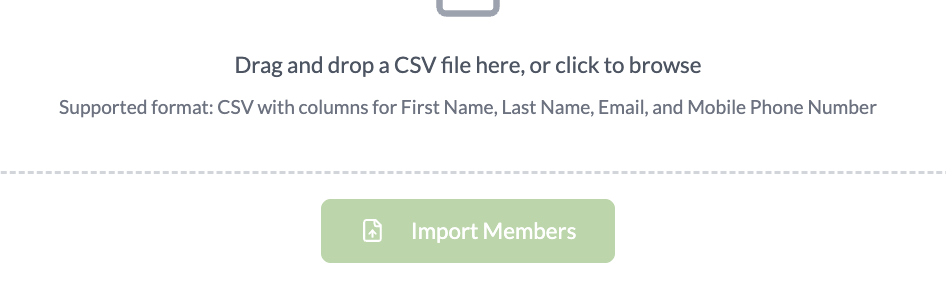 Drag and drop a CSV file here, or click to browse
Supported format: CSV with columns for First Name, Last Name, Email, and Mobile Phone Number
Import Members